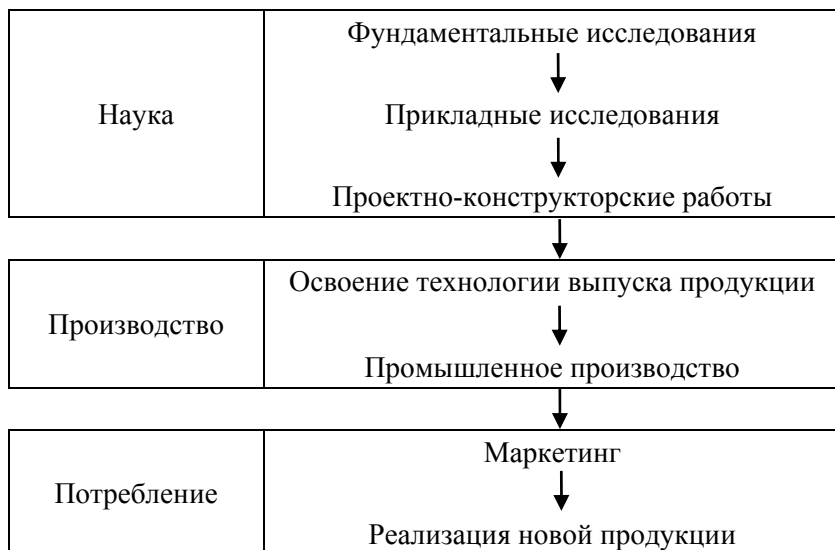 Наука
Фундаментальные исследования
Прикладные исследования
Проектно-конструкторские работы
Производство
Освоение технологии выпуска продукции
Промышленное производство
Потребление
Маркетинг
Реализация новой продукции